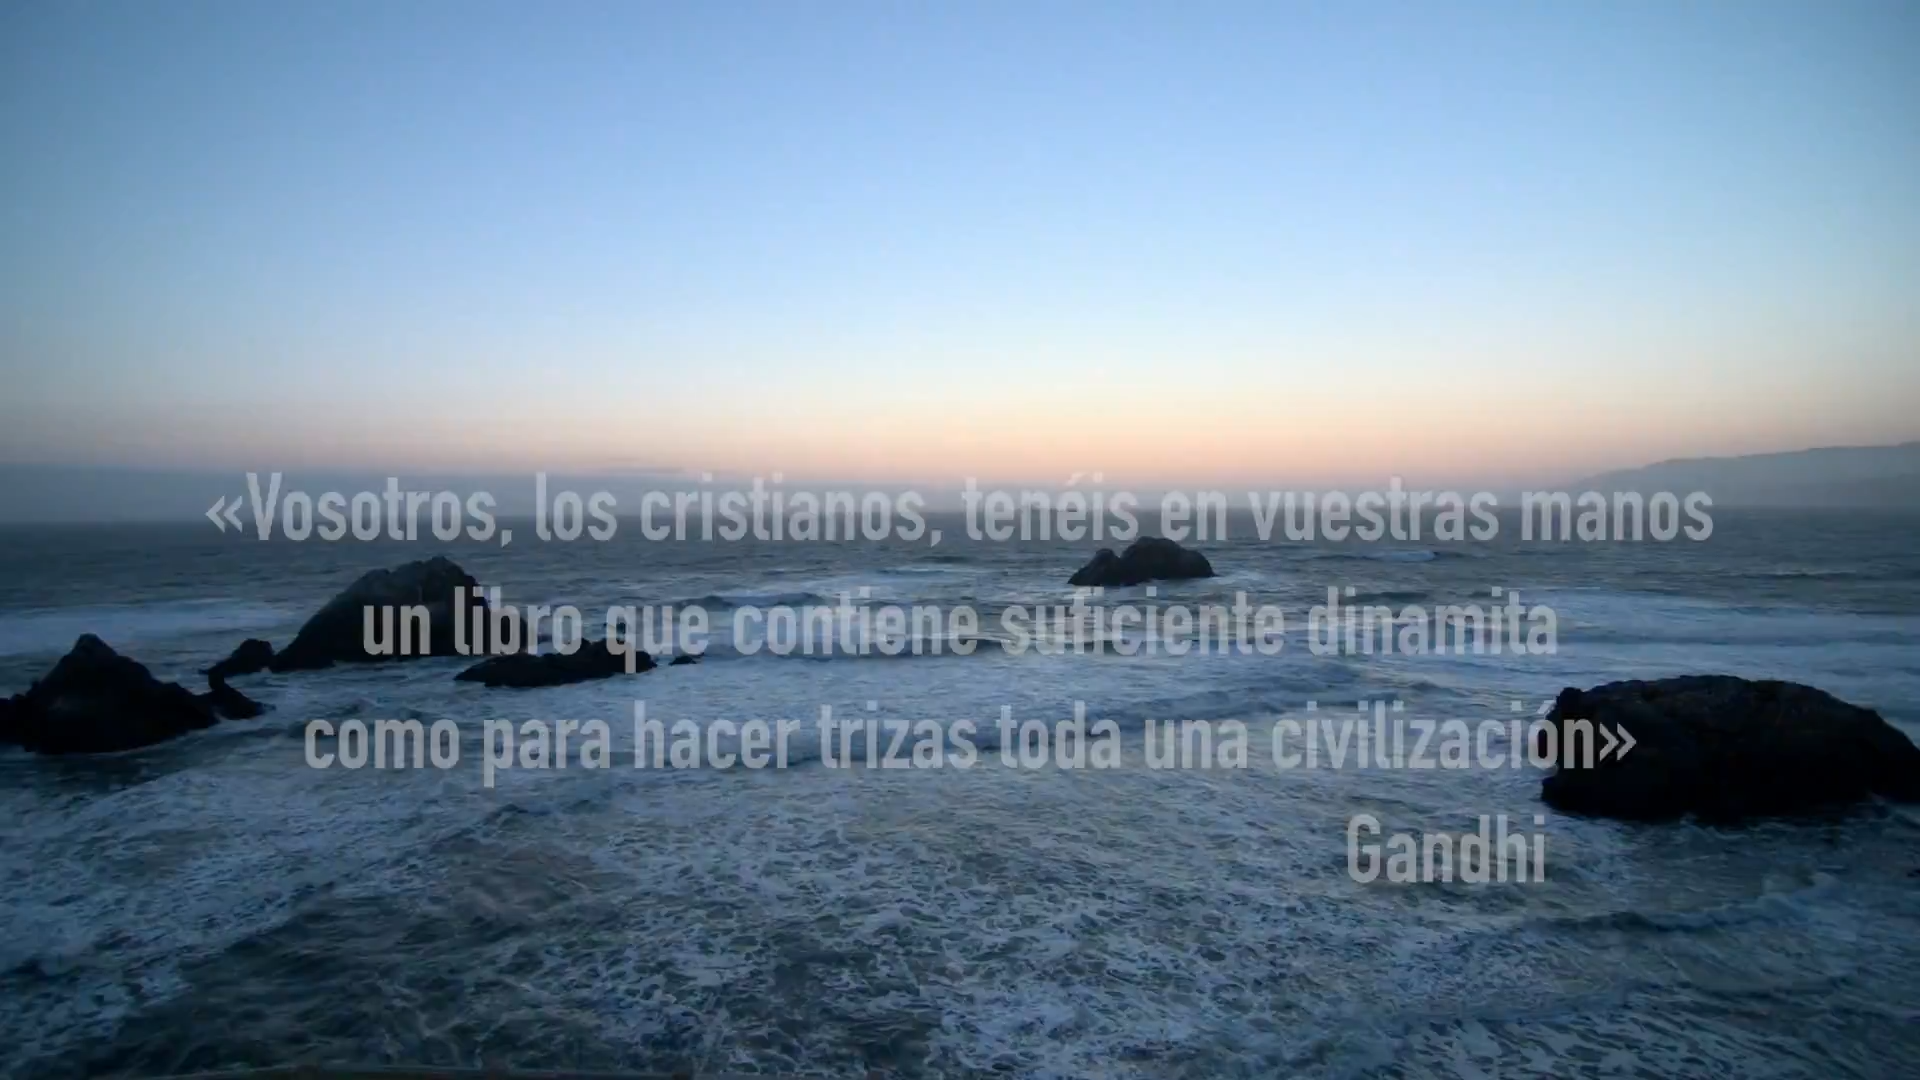 «Vosotros, los cristianos, tenéis en vuestras manos
un libro que contiene suficiente dinamita
como para hacer trizas toda una civilización»
Gandhi